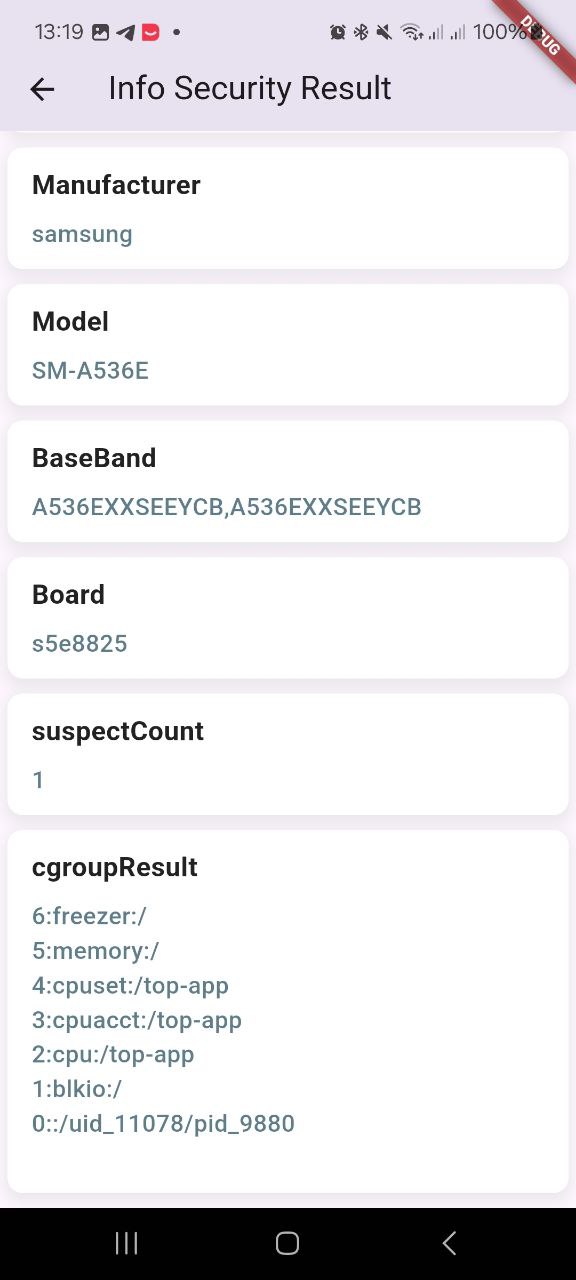 13:19
100%
DEBUG
Info Security Result
Manufacturer
samsung
Model
SM-A536E
BaseBand
A536EXXSEEYCB,A536EXXSEEYCB
Board
s5e8825
suspectCount
1
cgroupResult
6:freezer:/
5:memory:/
4:cpuset:/top-app
3:cpuacct:/top-app
2:cpu:/top-app
1:blkio:/
0::/uid_11078/pid_9880